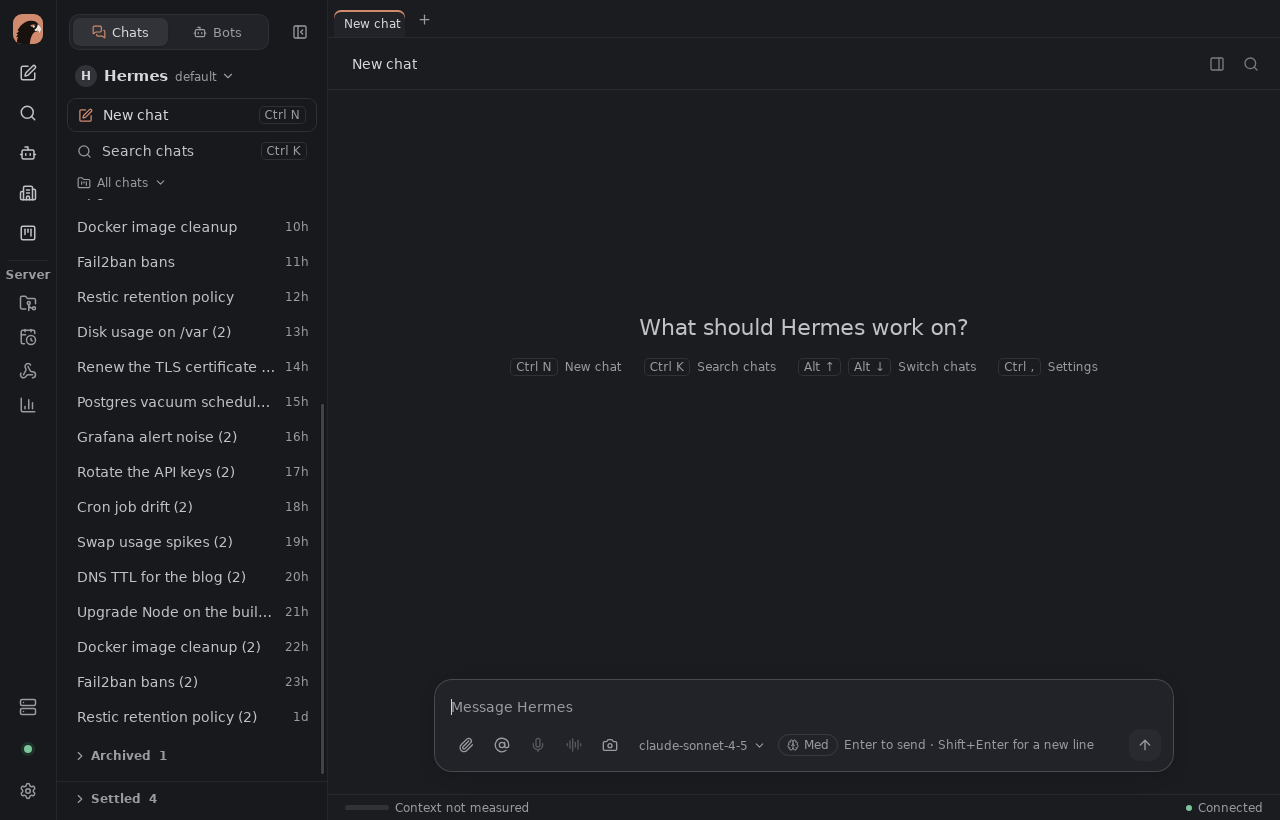 Chats
Bots
H Hermes default
New chat Ctrl N
Search chats Ctrl K
All chats
Docker image cleanup 10h
Fail2ban bans 11h
Restic retention policy 12h
Disk usage on /var (2) 13h
Renew the TLS certificate ... 14h
Postgres vacuum schedul... 15h
Grafana alert noise (2) 16h
Rotate the API keys (2) 17h
Cron job drift (2) 18h
Swap usage spikes (2) 19h
DNS TTL for the blog (2) 20h
Upgrade Node on the buil... 21h
Docker image cleanup (2) 22h
Fail2ban bans (2) 23h
Restic retention policy (2) 1d
Archived 1
Settled 4
Server
New chat
New chat
What should Hermes work on?
Ctrl N New chat Ctrl K Search chats Alt ↑ Alt ↓ Switch chats Ctrl , Settings
Message Hermes
claude-sonnet-4-5 Med Enter to send · Shift+Enter for a new line
Context not measured
Connected